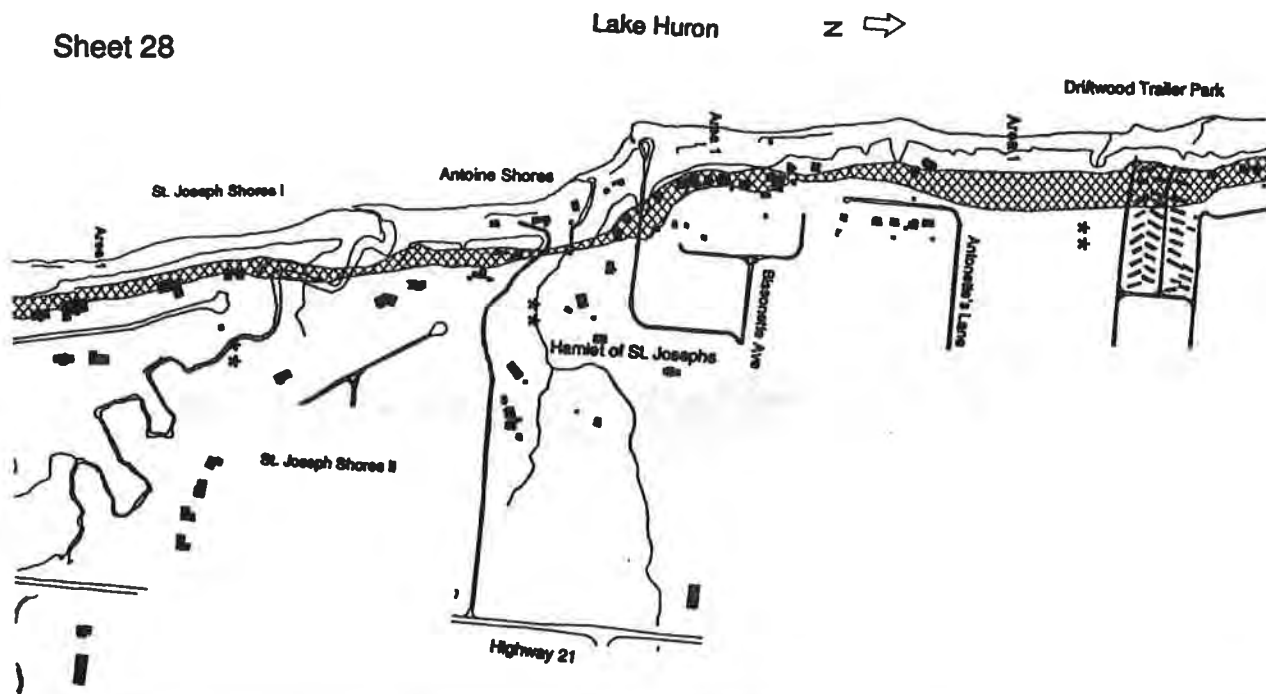 Sheet 28
Lake Huron
N
Driftwood Trailer Park
Area 1
Area 1
Antoine Shores
St. Joseph Shores I
Area 1
Bissonette Ave
Antonette's Lane
Hamlet of St. Josephs
St. Joseph Shores II
Highway 21